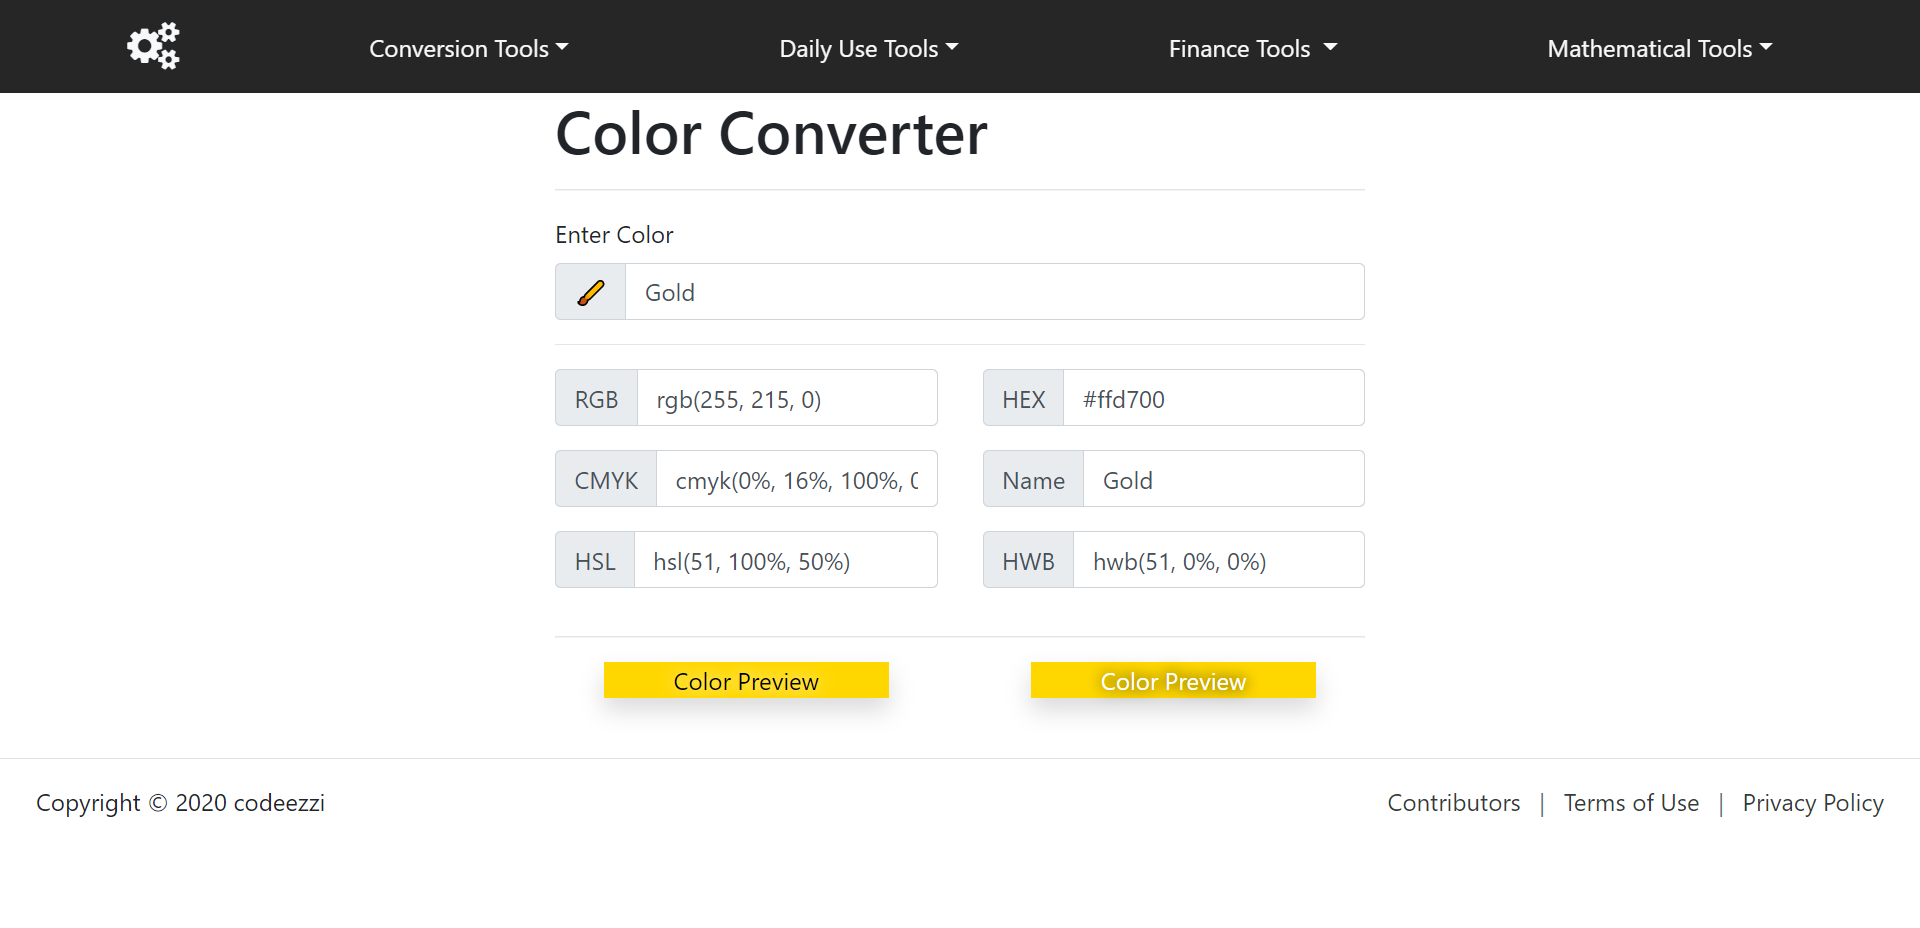 Conversion Tools Daily Use Tools Finance Tools Mathematical Tools
Color Converter
Enter Color
Gold
RGB rgb(255, 215, 0) HEX #ffd700
CMYK cmyk(0%, 16%, 100%, Name Gold
HSL hsl(51, 100%, 50%) HWB hwb(51, 0%, 0%)
Color Preview Color Preview
Copyright © 2020 codeezzi Contributors | Terms of Use | Privacy Policy